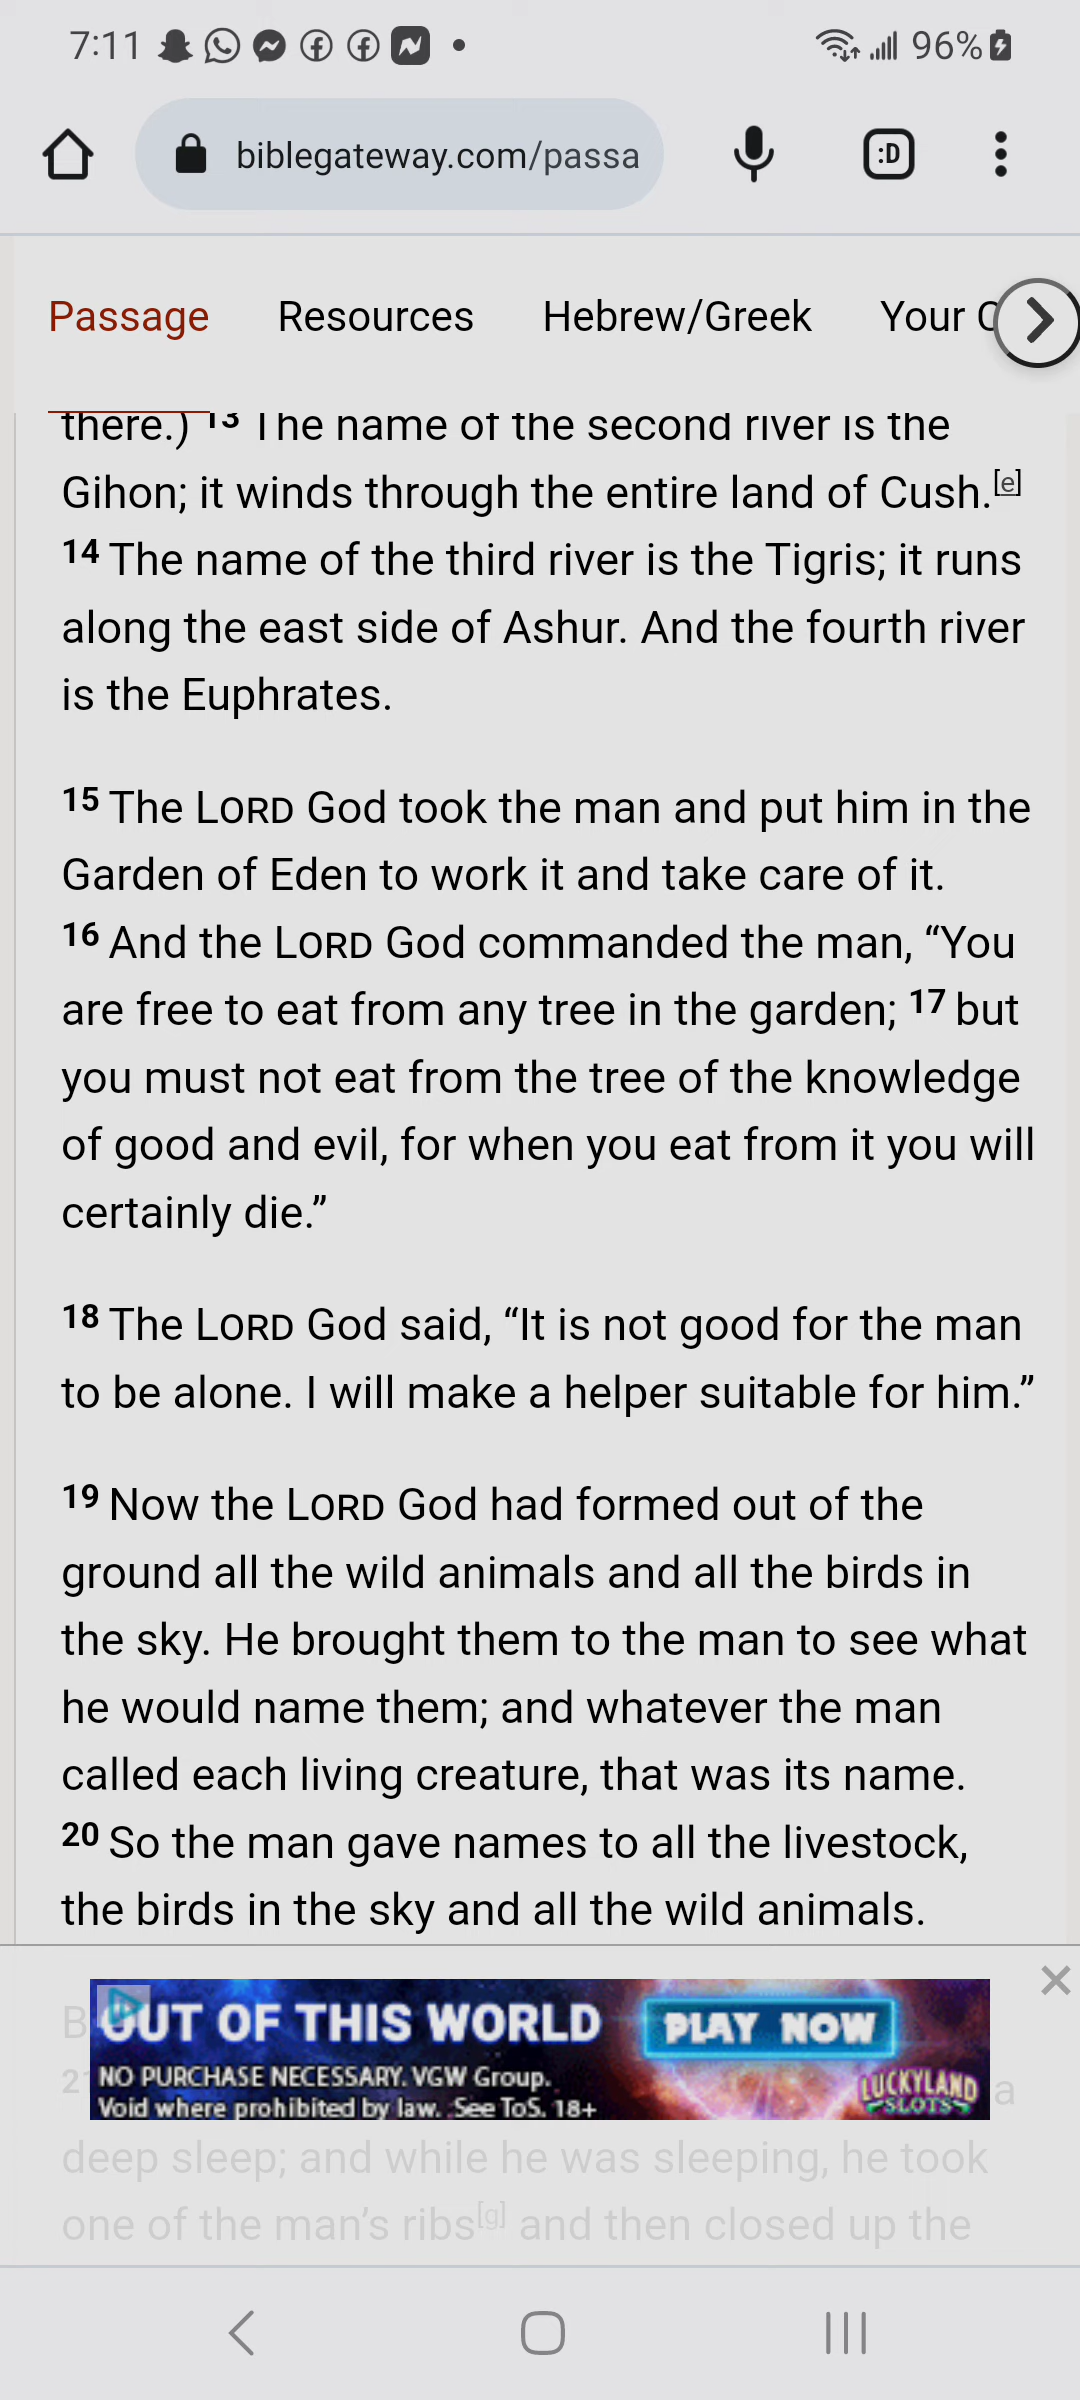 7:11
96%
biblegateway.com/passa
:D
Passage Resources Hebrew/Greek Your
there.) 13 The name of the second river is the
Gihon; it winds through the entire land of Cush.[e]
14 The name of the third river is the Tigris; it runs
along the east side of Ashur. And the fourth river
is the Euphrates.
15 The LORD God took the man and put him in the
Garden of Eden to work it and take care of it.
16 And the LORD God commanded the man, “You
are free to eat from any tree in the garden; 17 but
you must not eat from the tree of the knowledge
of good and evil, for when you eat from it you will
certainly die.”
18 The LORD God said, “It is not good for the man
to be alone. I will make a helper suitable for him.”
19 Now the LORD God had formed out of the
ground all the wild animals and all the birds in
the sky. He brought them to the man to see what
he would name them; and whatever the man
called each living creature, that was its name.
20 So the man gave names to all the livestock,
the birds in the sky and all the wild animals.
OUT OF THIS WORLD
NO PURCHASE NECESSARY. VGW Group.
Void where prohibited by law. See ToS. 18+
PLAY NOW
LUCKYLAND
SLOTS
a
deep sleep; and while he was sleeping, he took
one of the man’s ribs[g] and then closed up the